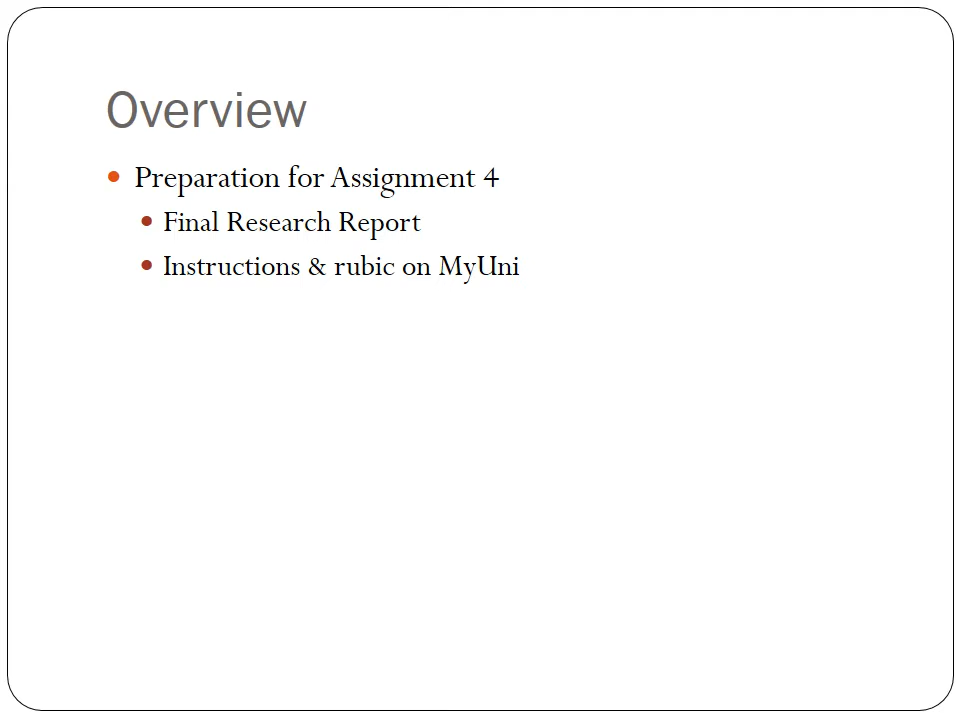 Overview
Preparation for Assignment 4
Final Research Report
Instructions & rubic on MyUni